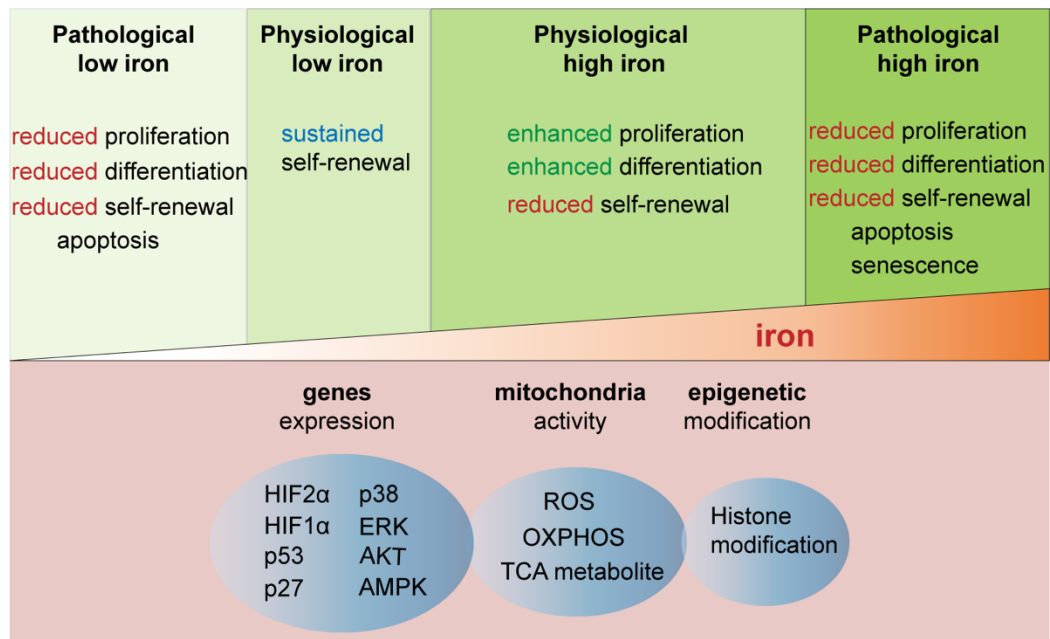 Pathological
low iron
reduced proliferation
reduced differentiation
reduced self-renewal
apoptosis
Physiological
low iron
sustained
self-renewal
Physiological
high iron
enhanced proliferation
enhanced differentiation
reduced self-renewal
Pathological
high iron
reduced proliferation
reduced differentiation
reduced self-renewal
apoptosis
senescence
iron
genes
expression
HIF2α p38
HIF1α ERK
p53 AKT
p27 AMPK
mitochondria
activity
ROS
OXPHOS
TCA metabolite
epigenetic
modification
Histone
modification